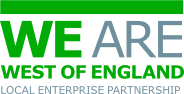 WE ARE
WEST OF ENGLAND
LOCAL ENTERPRISE PARTNERSHIP